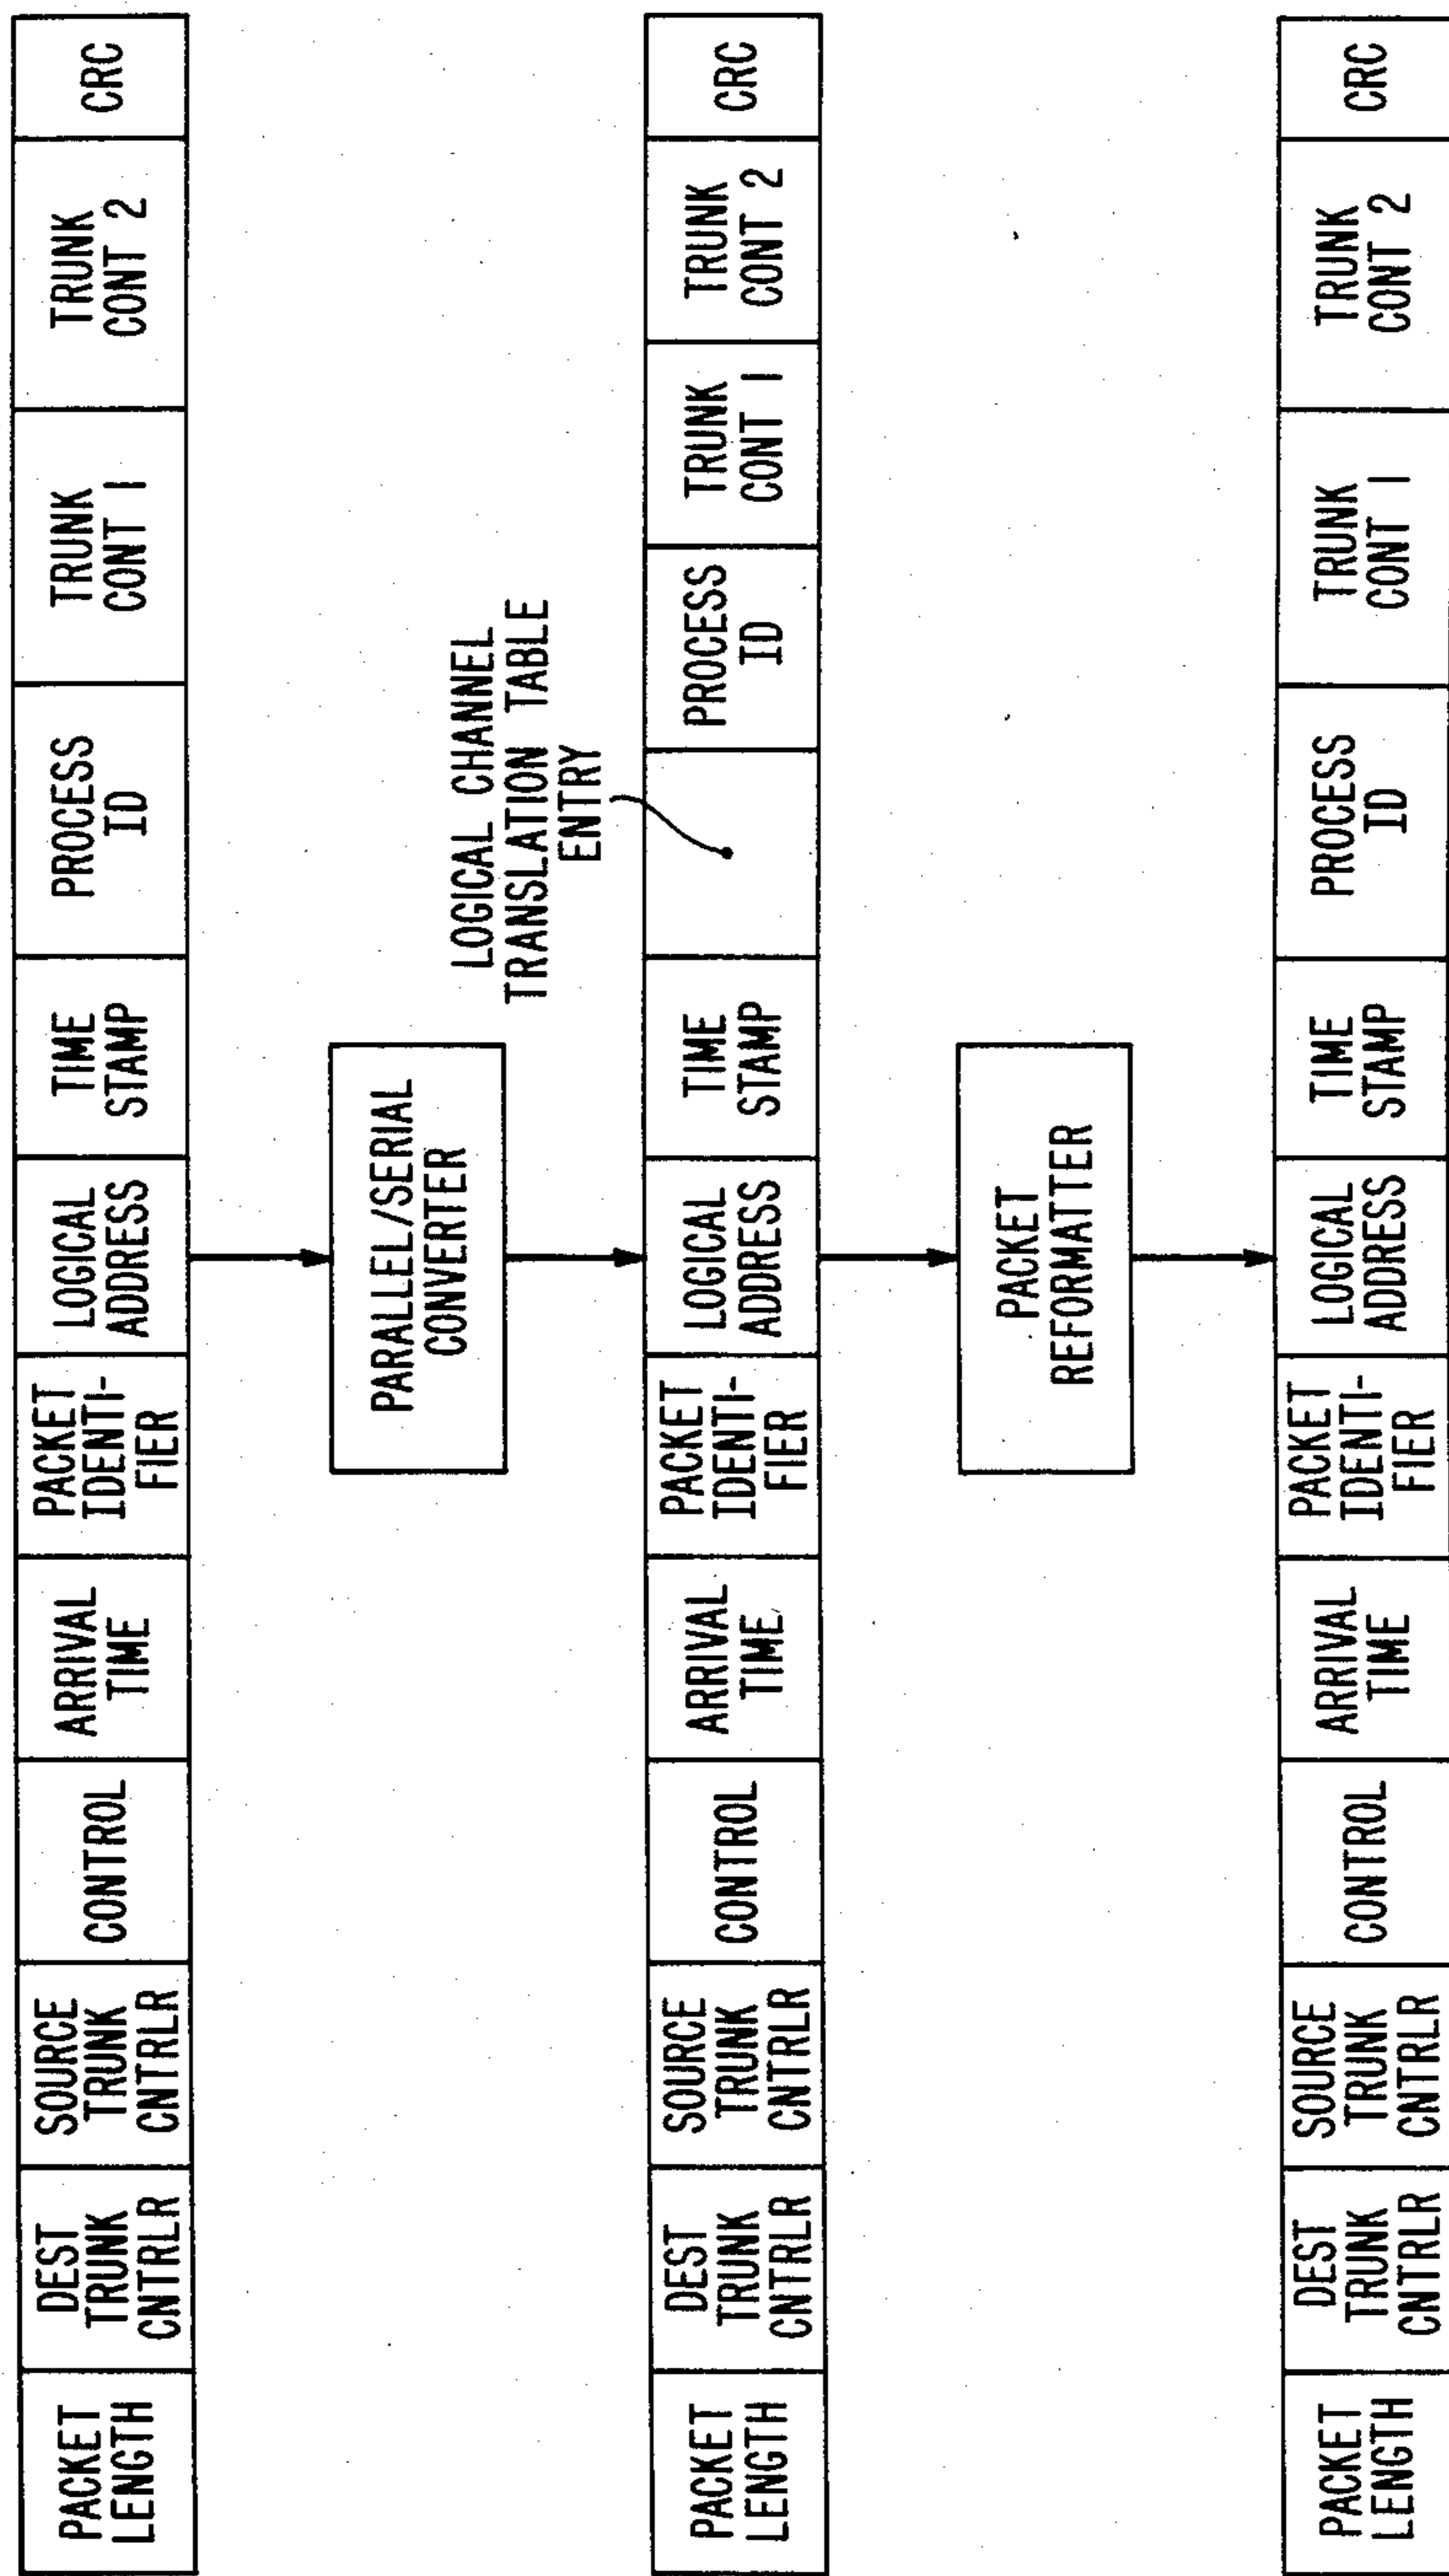 PACKET
LENGTH
DEST
TRUNK
CNTRLR
SOURCE
TRUNK
CNTRLR
CONTROL
ARRIVAL
TIME
PACKET
IDENTI-
FIER
LOGICAL
ADDRESS
TIME
STAMP
PROCESS
ID
TRUNK
CONT 1
TRUNK
CONT 2
CRC
PARALLEL/SERIAL
CONVERTER
LOGICAL CHANNEL
TRANSLATION TABLE
ENTRY
PACKET
LENGTH
DEST
TRUNK
CNTRLR
SOURCE
TRUNK
CNTRLR
CONTROL
ARRIVAL
TIME
PACKET
IDENTI-
FIER
LOGICAL
ADDRESS
TIME
STAMP
PROCESS
ID
TRUNK
CONT 1
TRUNK
CONT 2
CRC
PACKET
REFORMATTER
PACKET
LENGTH
DEST
TRUNK
CNTRLR
SOURCE
TRUNK
CNTRLR
CONTROL
ARRIVAL
TIME
PACKET
IDENTI-
FIER
LOGICAL
ADDRESS
TIME
STAMP
PROCESS
ID
TRUNK
CONT 1
TRUNK
CONT 2
CRC